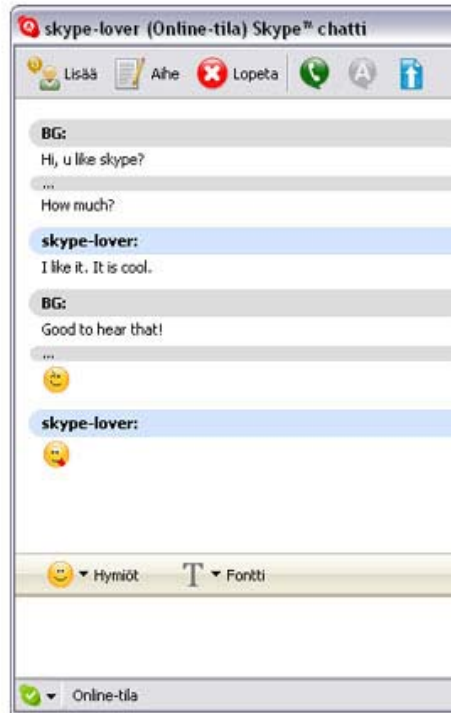 skype-lover (Online-tila) Skype™ chatti
Lisää Aihe Lopeta A
BG:
Hi, u like skype?
...
How much?
skype-lover:
I like it. It is cool.
BG:
Good to hear that!
...
skype-lover:
T
Hymiöt Fontti
Online-tila